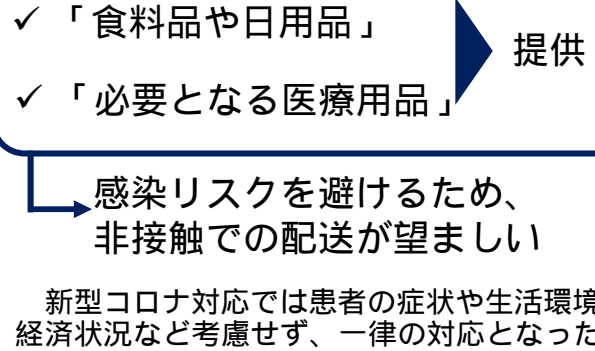 ✓ 「食料品や日用品」
提供
✓ 「必要となる医療用品」
感染リスクを避けるため、
非接触での配送が望ましい
新型コロナ対応では患者の症状や生活環境
経済状況など考慮せず、一律の対応となった